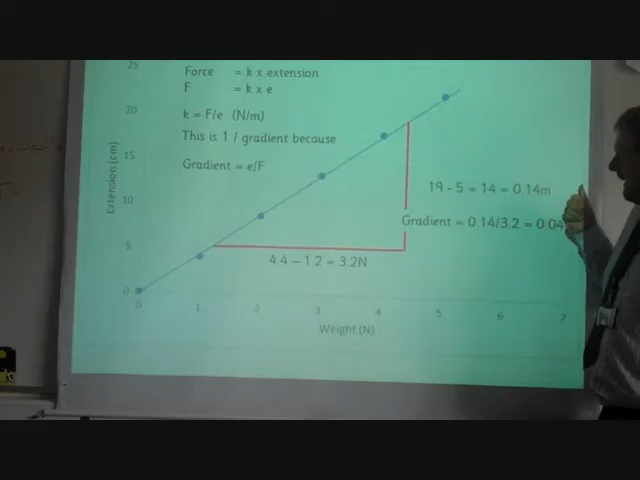 25
Force = k x extension
F = k x e
20
k = F/e (N/m)
This is 1 / gradient because
15
Gradient = e/F
Extension (cm)
10
19 - 5 = 14 = 0.14m
Gradient = 0.14/3.2 = 0.04
5
4.4 - 1.2 = 3.2N
0
0 1 2 3 4 5 6 7
Weight (N)